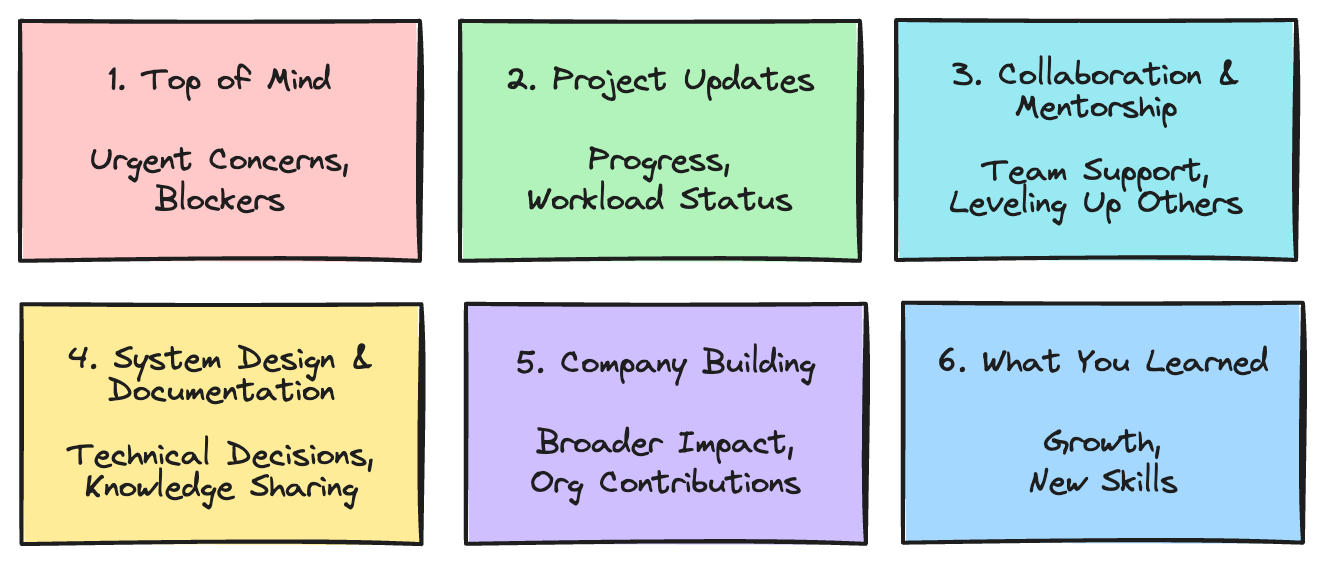 1. Top of Mind
Urgent Concerns,
Blockers
2. Project Updates
Progress,
Workload Status
3. Collaboration &
Mentorship
Team Support,
Leveling Up Others
4. System Design &
Documentation
Technical Decisions,
Knowledge Sharing
5. Company Building
Broader Impact,
Org Contributions
6. What You Learned
Growth,
New Skills